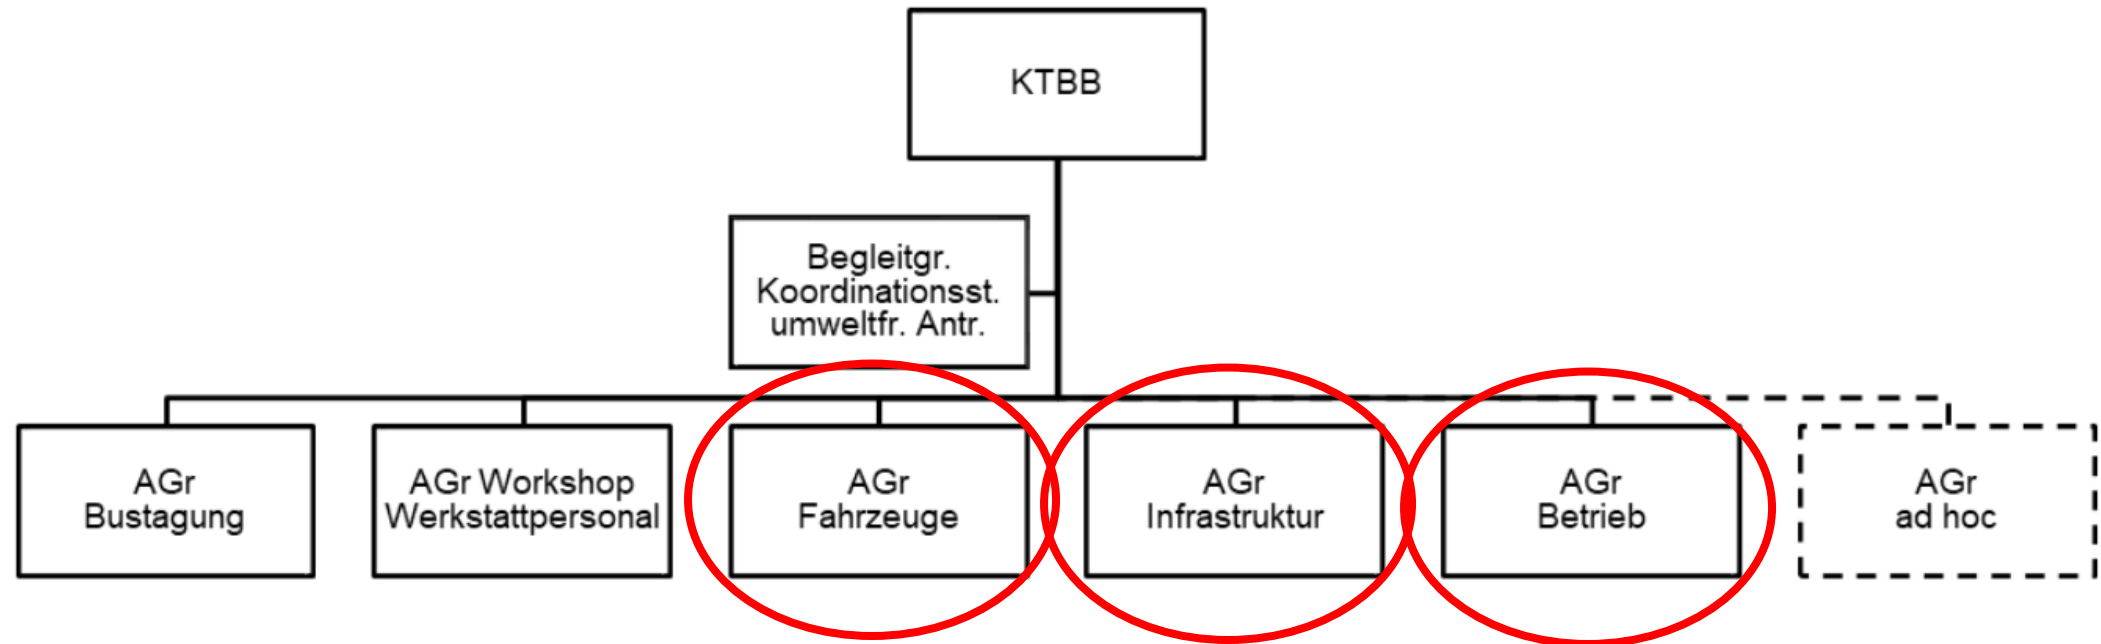 KTBB
Begleitgr.
Koordinationsst.
umweltfr. Antr.
AGr
Bustagung
AGr Workshop
Werkstattpersonal
AGr
Fahrzeuge
AGr
Infrastruktur
AGr
Betrieb
AGr
ad hoc